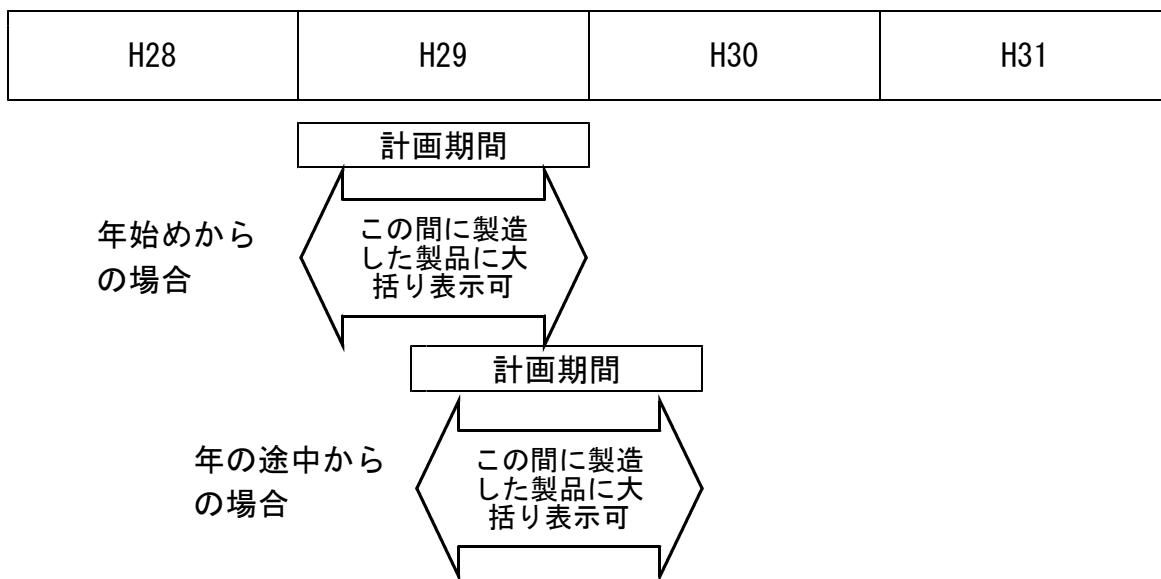 H28 H29 H30 H31
計画期間
年始めから
の場合
この間に製造
した製品に大
括り表示可
計画期間
年の途中から
の場合
この間に製造
した製品に大
括り表示可